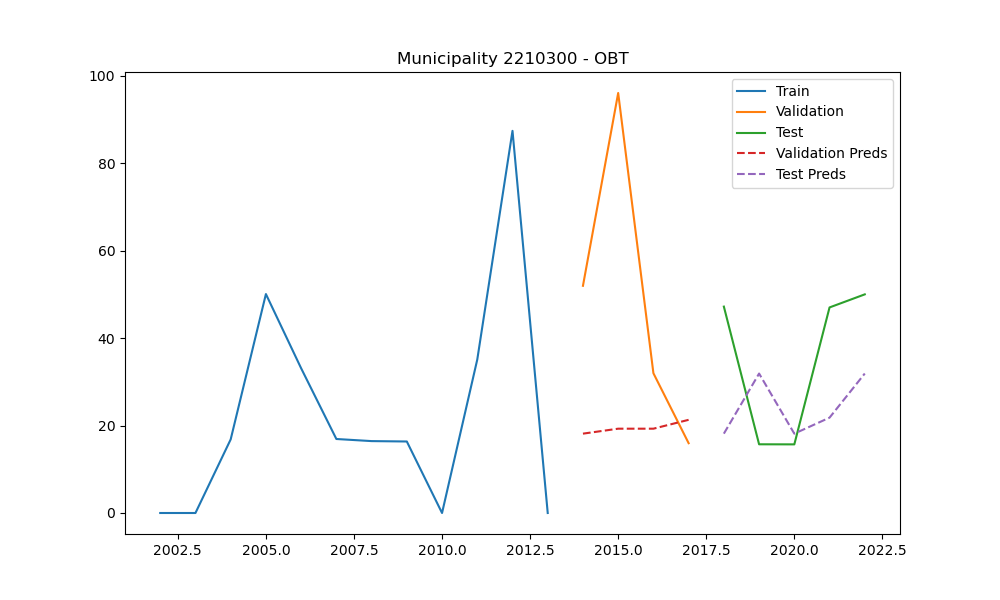 Municipality 2210300 - OBT
100
80
60
40
20
0
2002.5 2005.0 2007.5 2010.0 2012.5 2015.0 2017.5 2020.0 2022.5
Train
Validation
Test
Validation Preds
Test Preds